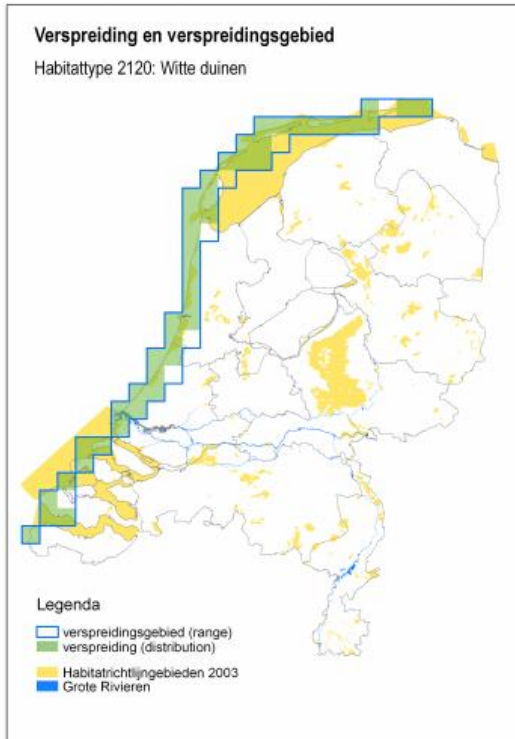 Verspreiding en verspreidingsgebied
Habitattype 2120: Witte duinen
Legenda
verspreidingsgebied (range)
verspreiding (distribution)
Habitatrichtlijngebieden 2003
Grote Rivieren